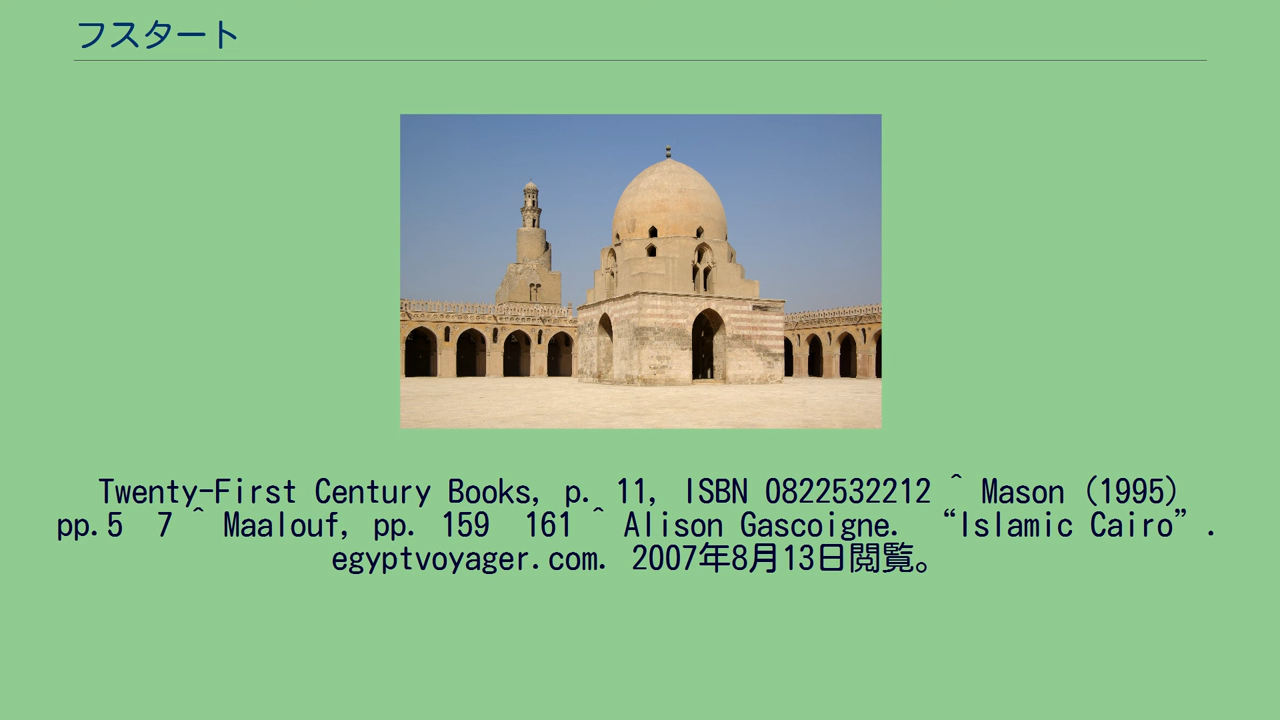 フスタート
Twenty-First Century Books, p. 11, ISBN 0822532212 ^ Mason (1995)
pp.5  7 ^ Maalouf, pp. 159  161 ^ Alison Gascoigne. “Islamic Cairo”.
egyptvoyager.com. 2007年8月13日閲覧。